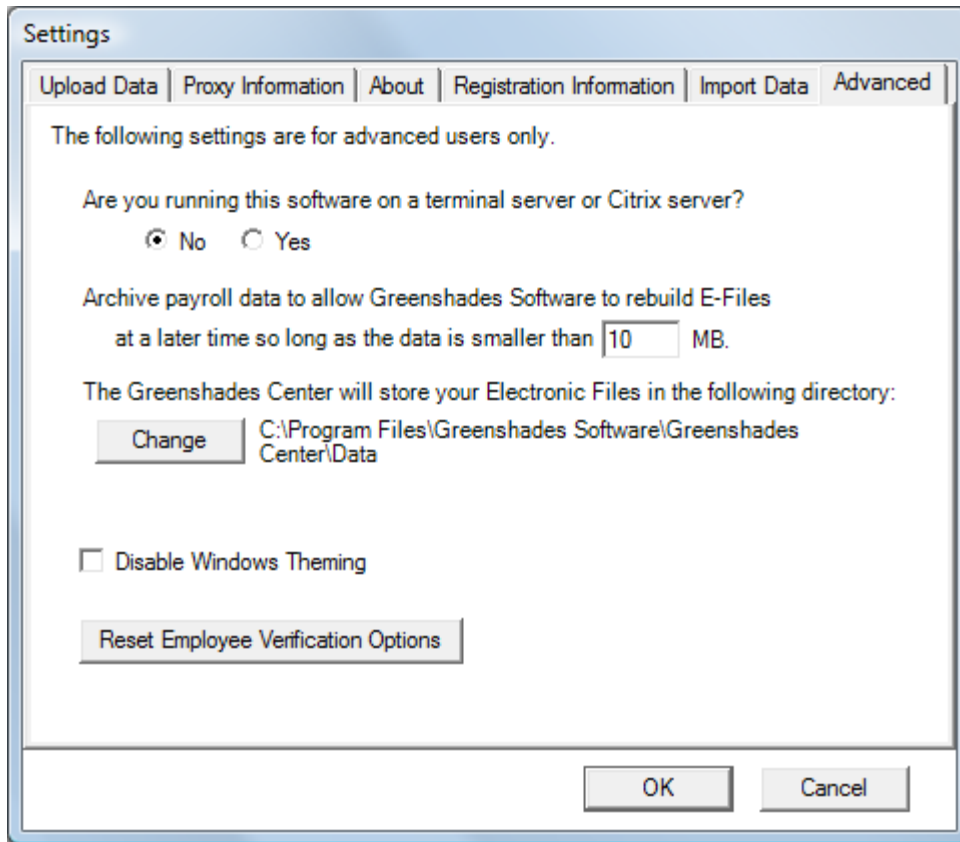 Settings
Upload Data Proxy Information About Registration Information Import Data Advanced
The following settings are for advanced users only.
Are you running this software on a terminal server or Citrix server?
No Yes
Archive payroll data to allow Greenshades Software to rebuild E-Files
at a later time so long as the data is smaller than 10 MB.
The Greenshades Center will store your Electronic Files in the following directory:
Change C:\Program Files\Greenshades Software\Greenshades
Center\Data
Disable Windows Theming
Reset Employee Verification Options
OK Cancel